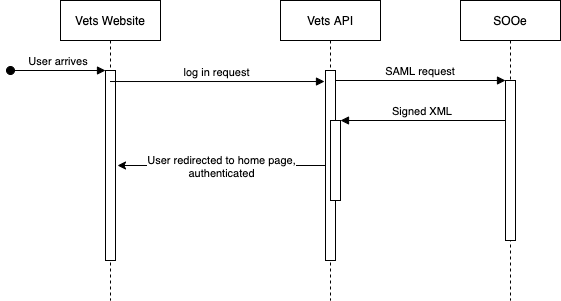 Vets Website
Vets API
SOOe
User arrives
log in request
SAML request
Signed XML
User redirected to home page,
authenticated